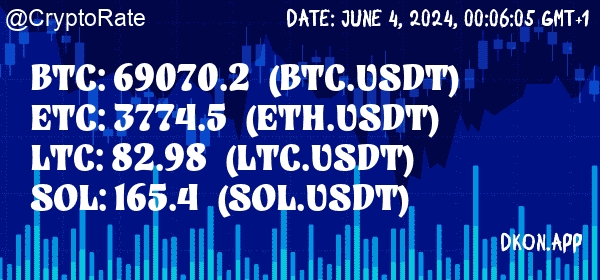 @CryptoRate
DATE: JUNE 4, 2024, 00:06:05 GMT+1
BTC: 69070.2 (BTC.USDT)
ETC: 3774.5 (ETH.USDT)
LTC: 82.98 (LTC.USDT)
SOL: 165.4 (SOL.USDT)
DKON.APP